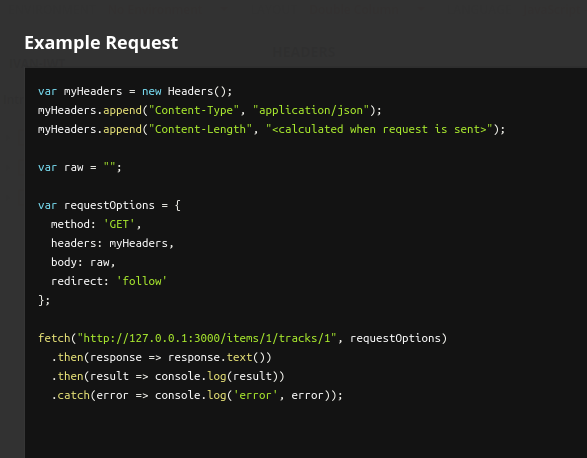 Example Request
var myHeaders = new Headers();
myHeaders.append("Content-Type", "application/json");
myHeaders.append("Content-Length", "<calculated when request is sent>");
var raw = "";
var requestOptions = {
  method: 'GET',
  headers: myHeaders,
  body: raw,
  redirect: 'follow'
};
fetch("http://127.0.0.1:3000/items/1/tracks/1", requestOptions)
  .then(response => response.text())
  .then(result => console.log(result))
  .catch(error => console.log('error', error));